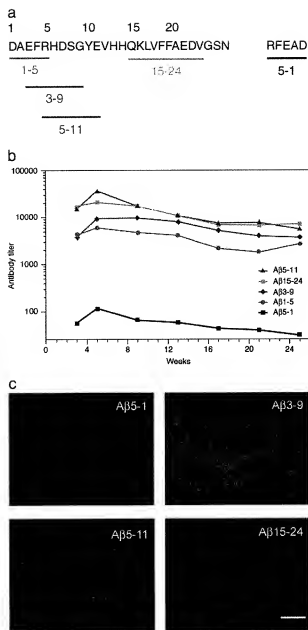 a
1 5 10 15 20
DAEFRHDSGYEVHHQKLVFFAEDVGSN RFEAD
1-5 15-24 5-1
3-9
5-11
b
100000
10000
1000
100
Antibody titer
0 4 8 12 16 20 24
Weeks
Aβ5-11
Aβ15-24
Aβ3-9
Aβ1-5
Aβ5-1
c
Aβ5-1 Aβ3-9
Aβ5-11 Aβ15-24